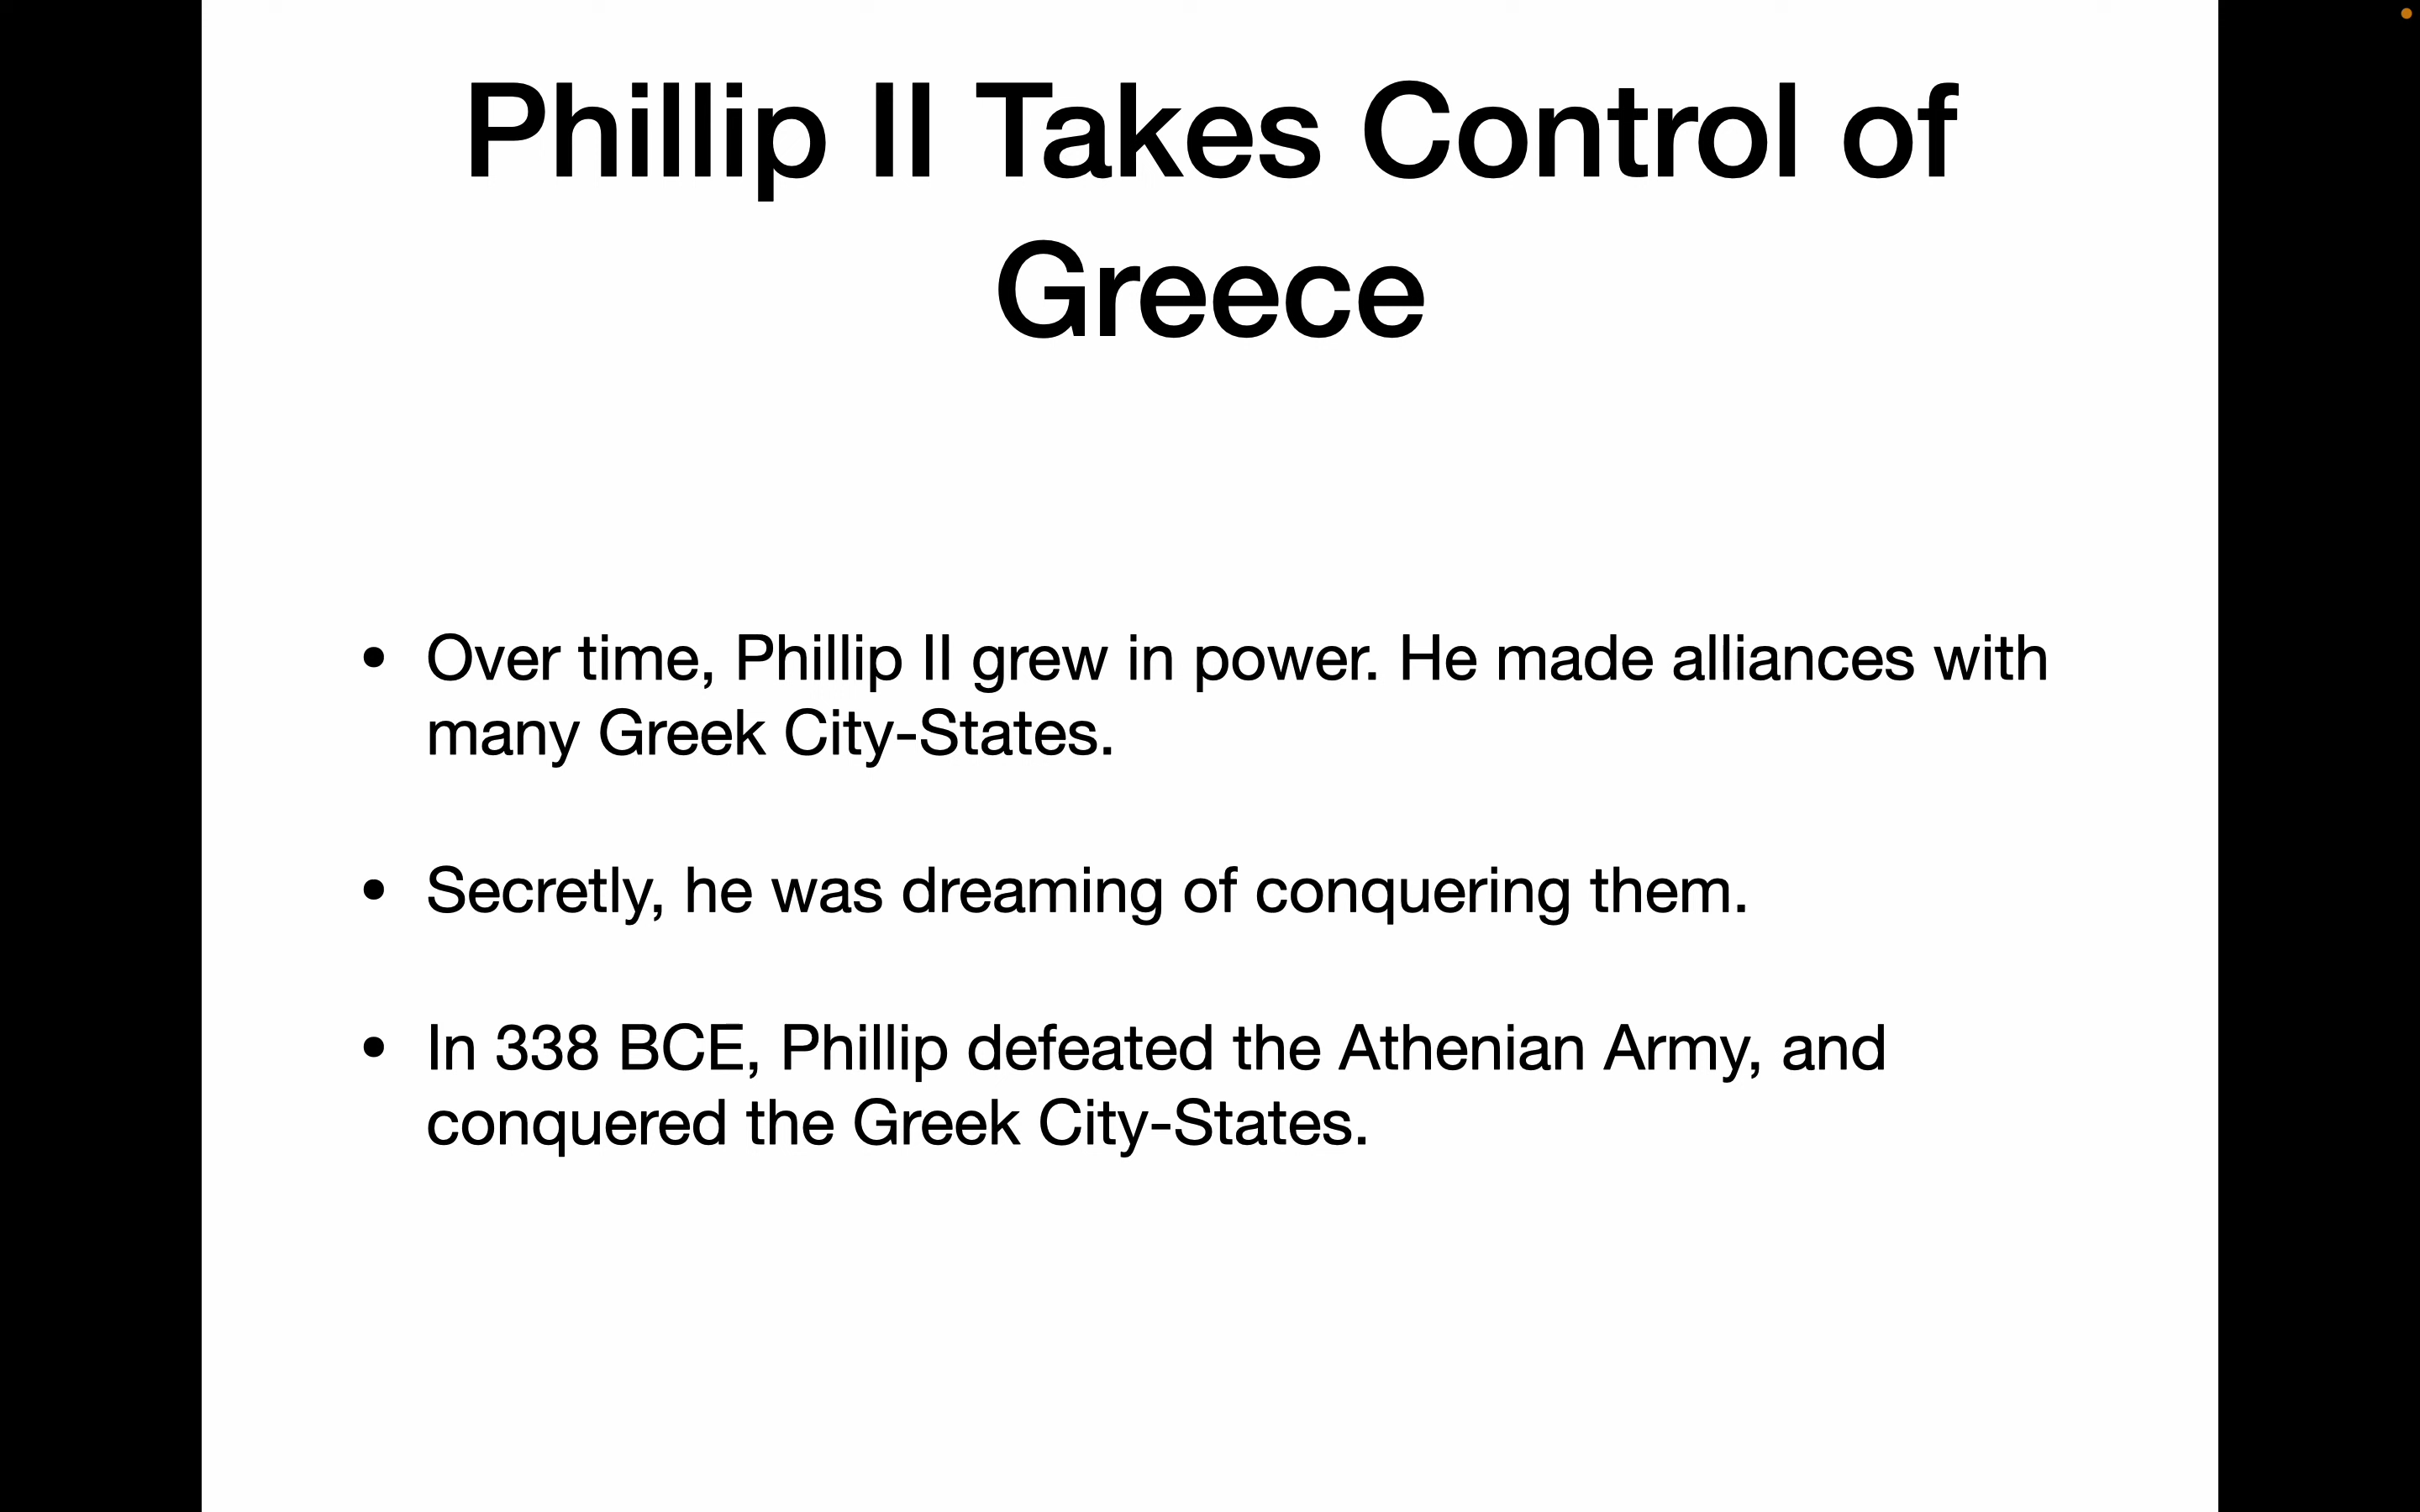 Phillip II Takes Control of
Greece
• Over time, Phillip II grew in power. He made alliances with
many Greek City-States.
• Secretly, he was dreaming of conquering them.
• In 338 BCE, Phillip defeated the Athenian Army, and
conquered the Greek City-States.